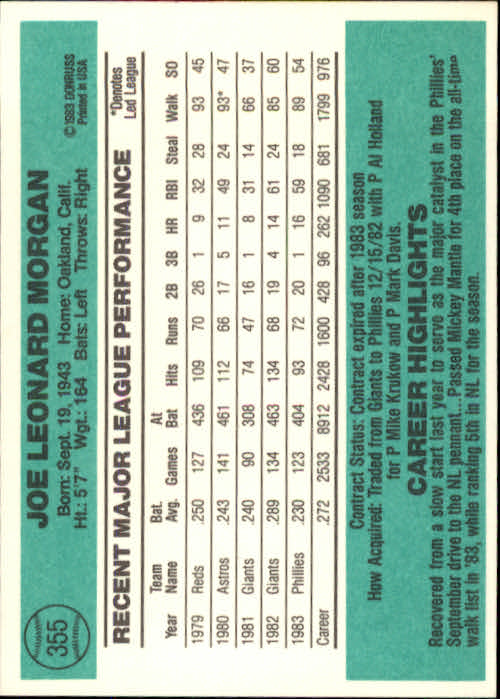 355
JOE LEONARD MORGAN
Born: Sept. 19, 1943 Home: Oakland, Calif.
Ht.: 5'7" Wgt.: 164 Bats: Left Throws: Right
© 1983 DONRUSS
Printed in USA
RECENT MAJOR LEAGUE PERFORMANCE
*Denotes
Led League
Year Team Name Bat. Avg. Games At Bat Hits Runs 2B 3B HR RBI Steal Walk SO
1979 Reds .250 127 436 109 70 26 1 9 32 28 93 45
1980 Astros .243 141 461 112 66 17 5 11 49 24 93* 47
1981 Giants .240 90 308 74 47 16 1 8 31 14 66 37
1982 Giants .289 134 463 134 68 19 4 14 61 24 85 60
1983 Phillies .230 123 404 93 72 20 1 16 59 18 89 54
Career .272 2533 8912 2428 1600 428 96 262 1090 681 1799 976
Contract Status: Contract expired after 1983 season
How Acquired: Traded from Giants to Phillies 12/15/82 with P Al Holland
for P Mike Krukow and P Mark Davis.
CAREER HIGHLIGHTS
Recovered from a slow start last year to serve as the major catalyst in the Phillies'
September drive to the NL pennant... Passed Mickey Mantle for 4th place on the all-time
walk list in '83, while ranking 5th in NL for the season.